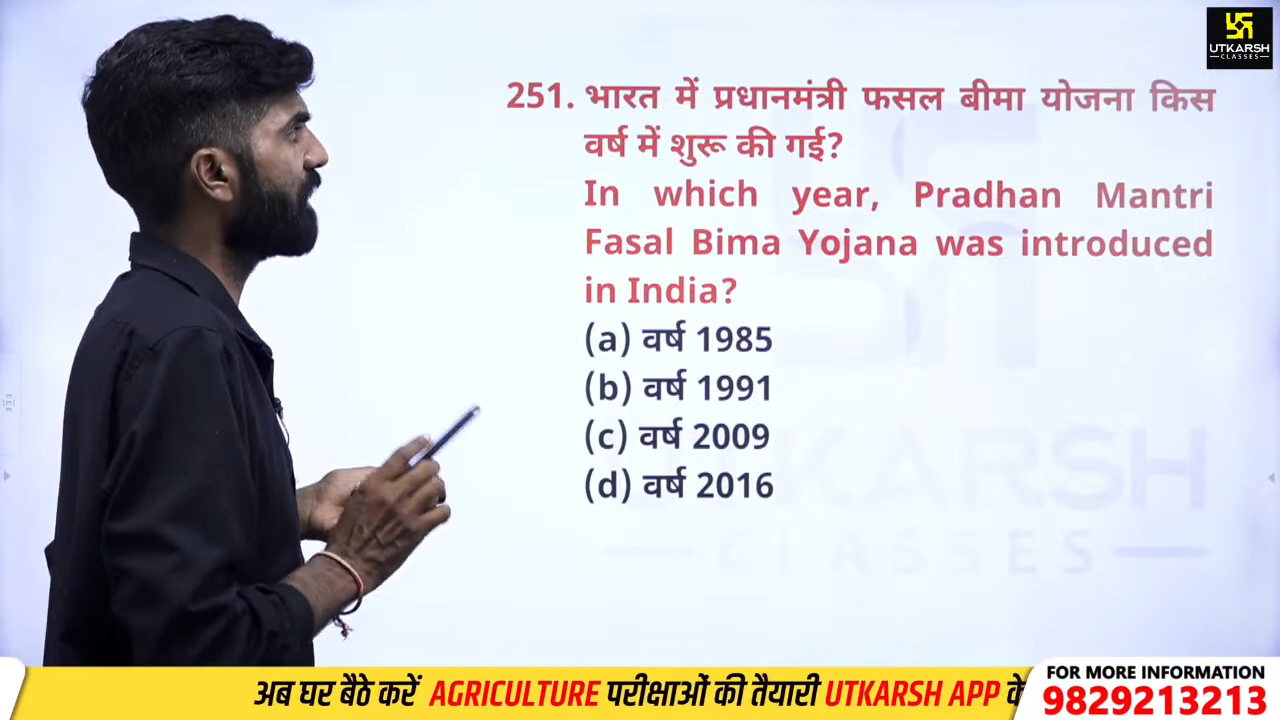 UTKARSH
CLASSES
251. भारत में प्रधानमंत्री फसल बीमा योजना किस
वर्ष में शुरू की गई?
In which year, Pradhan Mantri
Fasal Bima Yojana was introduced
in India?
(a) वर्ष 1985
(b) वर्ष 1991
(c) वर्ष 2009
(d) वर्ष 2016
UTKARSH
CLASSES
अब घर बैठे करें AGRICULTURE परीक्षाओं की तैयारी UTKARSH APP के
FOR MORE INFORMATION
9829213213